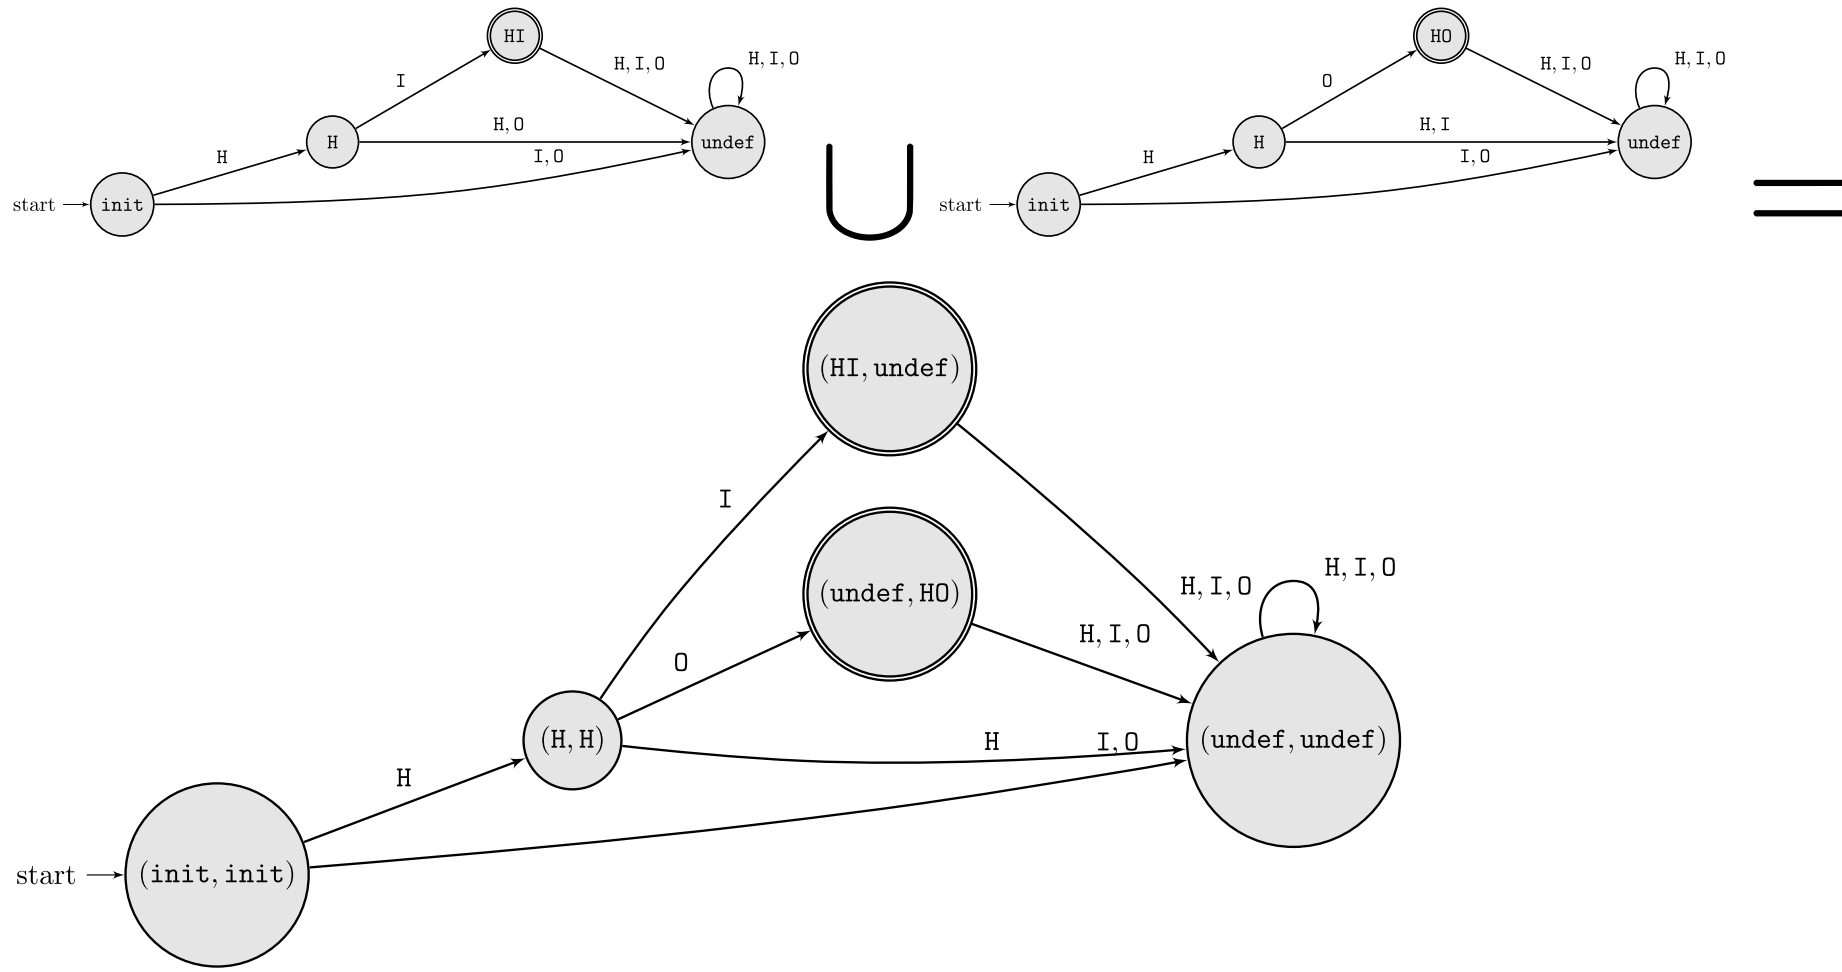 HI
HO
H, I, O
H, I, O
H, I, O
H, I, O
I
O
H
H, O
undef
H
H, I
undef
H
I, O
H
I, O
start
init
∪
start
init
=
(HI, undef)
I
H, I, O
H, I, O
(undef, HO)
H, I, O
O
(H, H)
H
I, O
(undef, undef)
H
start
(init, init)